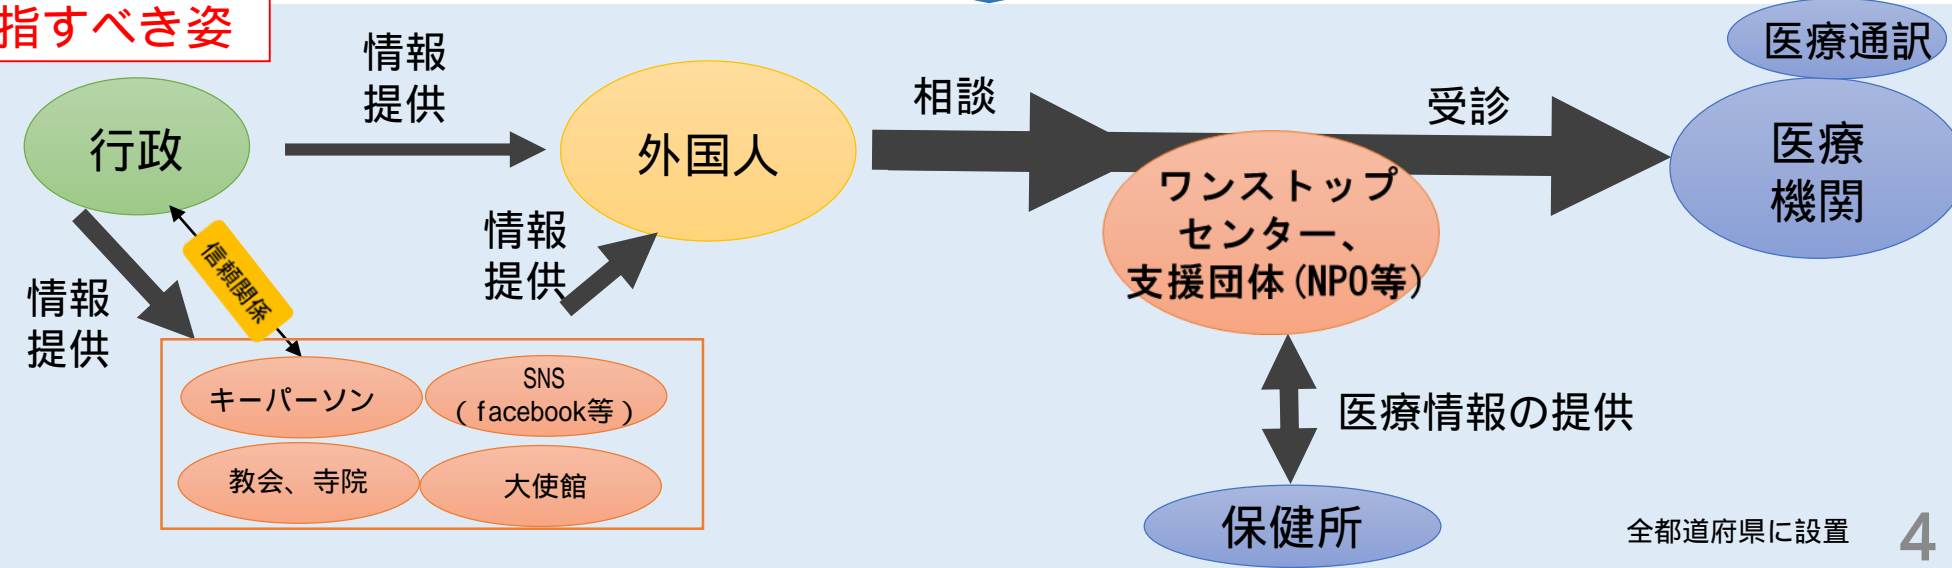 指すべき姿
情報
提供
行政
外国人
相談
受診
医療通訳
医療
機関
ワンストップ
センター、
支援団体(NPO等)
情報
提供
信頼関係
情報
提供
キーパーソン
SNS
(facebook等)
教会、寺院
大使館
医療情報の提供
保健所
全都道府県に設置
4